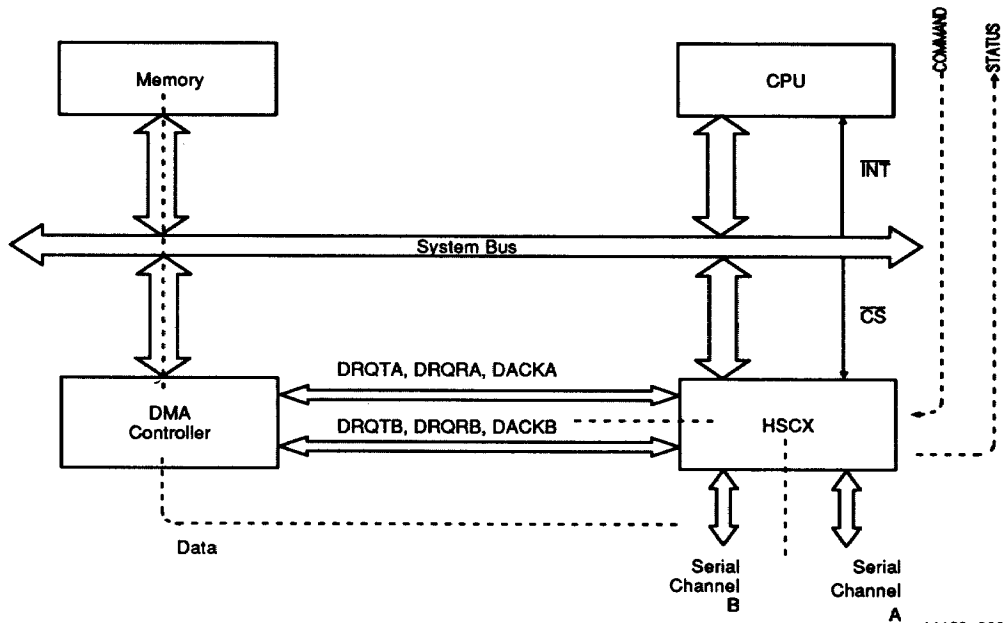 COMMAND
STATUS
Memory
CPU
INT
System Bus
CS
DRQTA, DRQRA, DACKA
DMA
Controller
DRQTB, DRQRB, DACKB
HSCX
Data
Serial
Channel
B
Serial
Channel
A